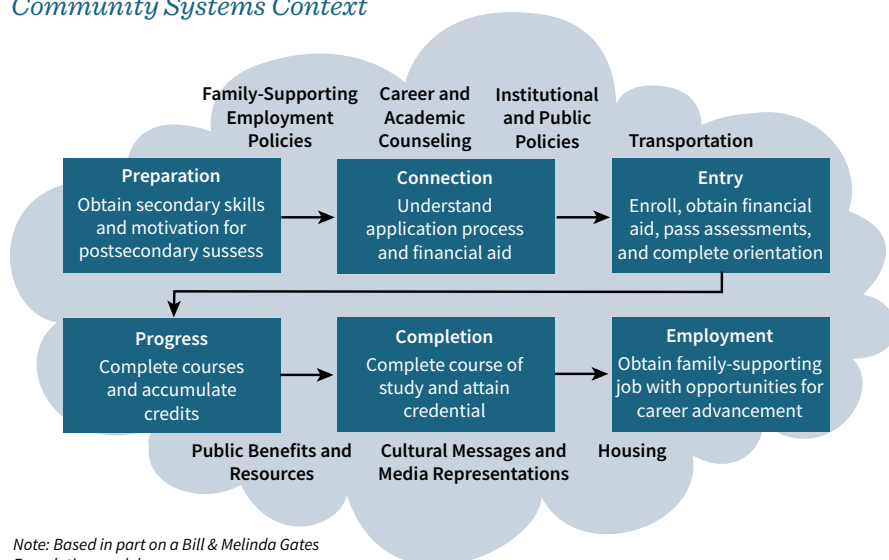 Community Systems Context
Family-Supporting
Employment
Policies
Career and
Academic
Counseling
Institutional
and Public
Policies
Transportation
Preparation
Obtain secondary skills
and motivation for
postsecondary sussess
Connection
Understand
application process
and financial aid
Entry
Enroll, obtain financial
aid, pass assessments,
and complete orientation
Progress
Complete courses
and accumulate
credits
Completion
Complete course of
study and attain
credential
Employment
Obtain family-supporting
job with opportunities for
career advancement
Public Benefits and
Resources
Cultural Messages and
Media Representations
Housing
Note: Based in part on a Bill & Melinda Gates